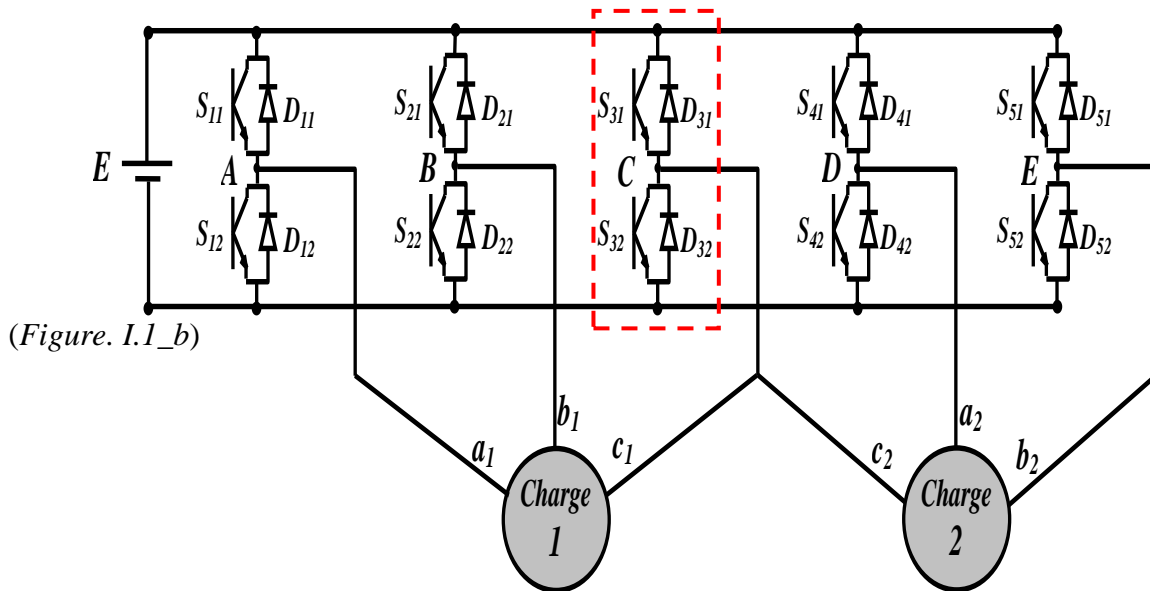 S11 D11 S21 D21 S31 D31 S41 D41 S51 D51
E A B C D E
S12 D12 S22 D22 S32 D32 S42 D42 S52 D52
(Figure. I.1_b)
a1 b1 c1 c2 a2 b2
Charge
1
Charge
2